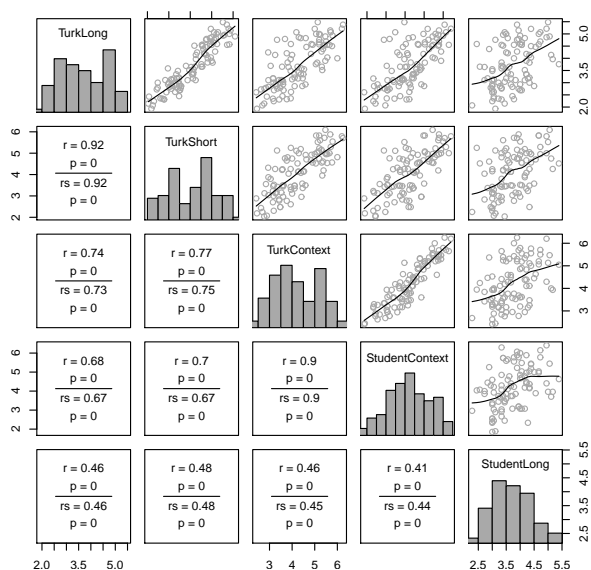 TurkLong
2.0 3.5 5.0
2 3 4 5 6
r = 0.92
p = 0
rs = 0.92
p = 0
TurkShort
r = 0.74
p = 0
rs = 0.73
p = 0
r = 0.77
p = 0
rs = 0.75
p = 0
TurkContext
3 4 5 6
2 3 4 5 6
r = 0.68
p = 0
rs = 0.67
p = 0
r = 0.7
p = 0
rs = 0.67
p = 0
r = 0.9
p = 0
rs = 0.9
p = 0
StudentContext
r = 0.46
p = 0
rs = 0.46
p = 0
r = 0.48
p = 0
rs = 0.48
p = 0
r = 0.46
p = 0
rs = 0.45
p = 0
r = 0.41
p = 0
rs = 0.44
p = 0
StudentLong
2.5 3.5 4.5 5.5
2.0 3.5 5.0
3 4 5 6
2.5 3.5 4.5 5.5